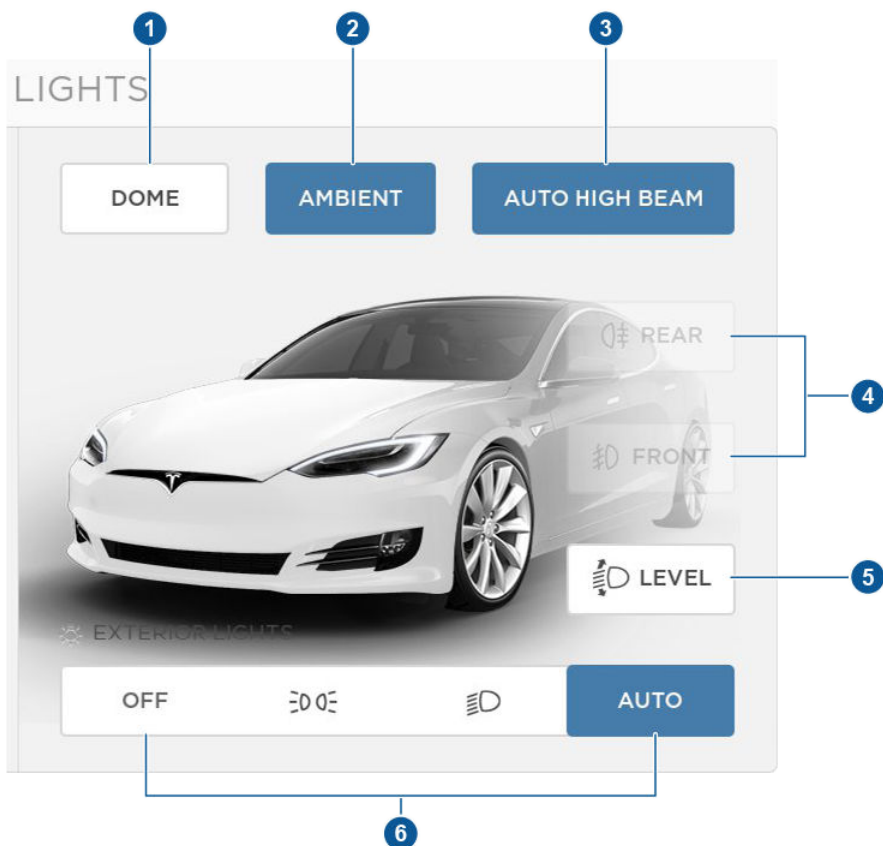 1 2 3
LIGHTS
DOME AMBIENT AUTO HIGH BEAM
REAR
4
FRONT
LEVEL 5
EXTERIOR LIGHTS
OFF AUTO
6